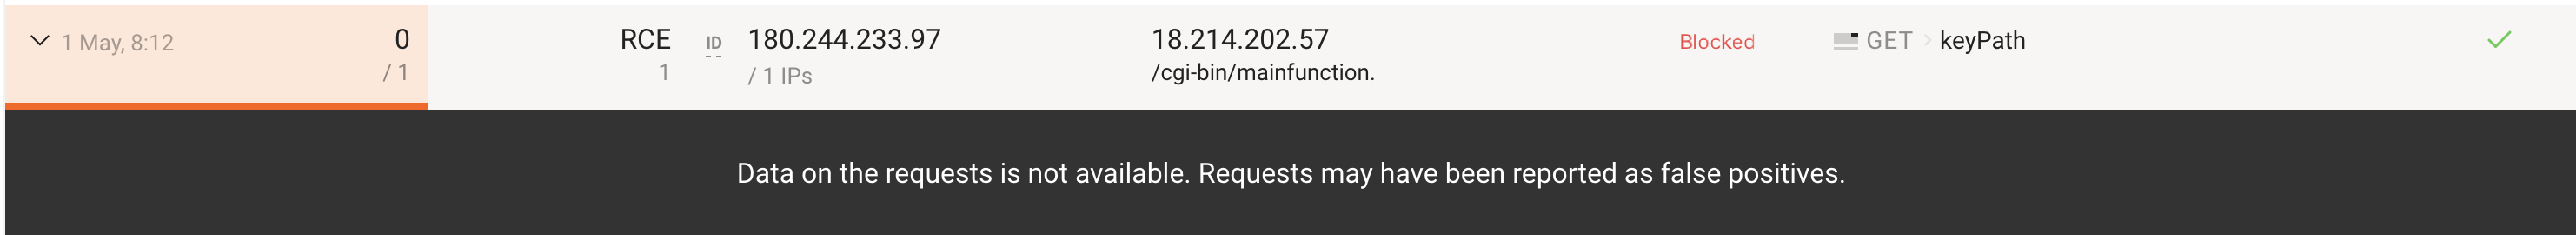 1 May, 8:12 0 RCE ID 180.244.233.97 18.214.202.57 Blocked GET keyPath
/ 1 1 / 1 IPs /cgi-bin/mainfunction.
Data on the requests is not available. Requests may have been reported as false positives.